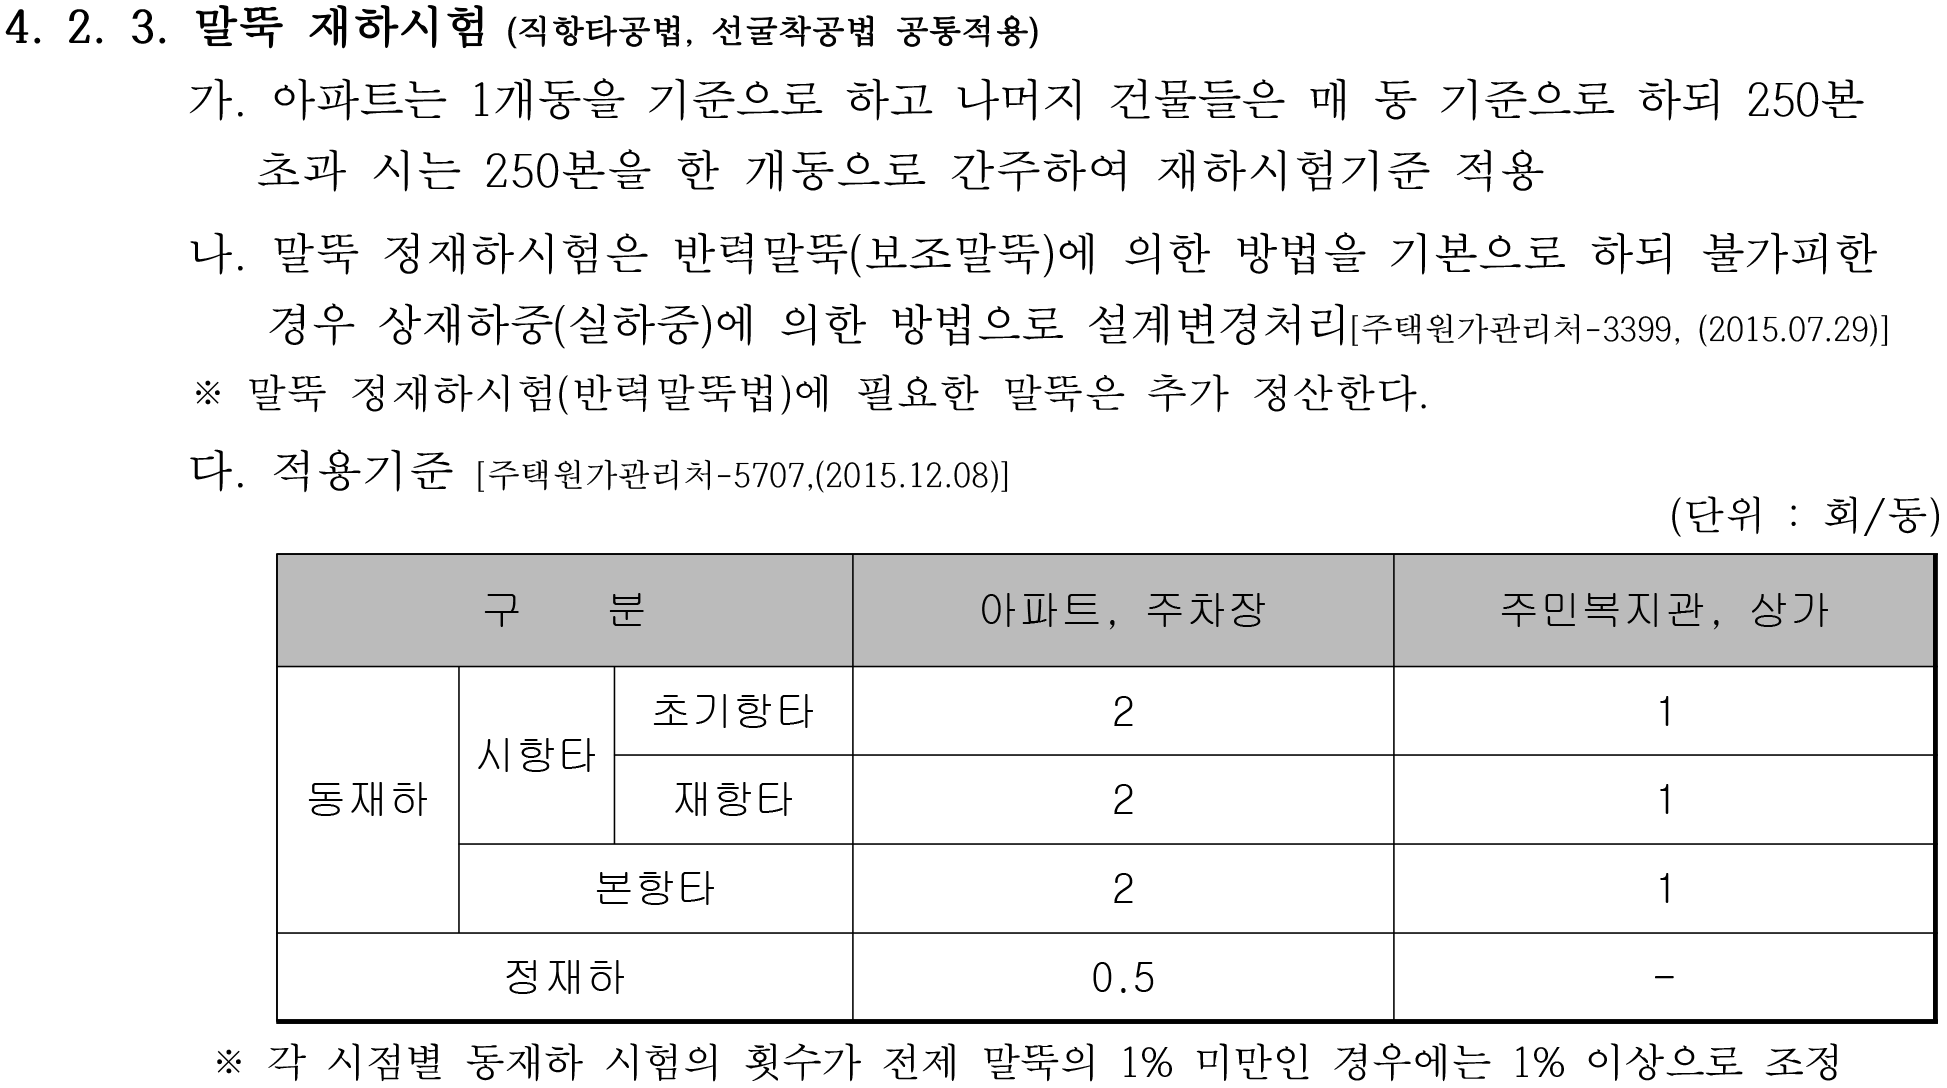 4. 2. 3. 말뚝 재하시험 (직항타공법, 선굴착공법 공통적용)
가. 아파트는 1개동을 기준으로 하고 나머지 건물들은 매 동 기준으로 하되 250본
초과 시는 250본을 한 개동으로 간주하여 재하시험기준 적용
나. 말뚝 정재하시험은 반력말뚝(보조말뚝)에 의한 방법을 기본으로 하되 불가피한
경우 상재하중(실하중)에 의한 방법으로 설계변경처리[주택원가관리처-3399, (2015.07.29)]
※ 말뚝 정재하시험(반력말뚝법)에 필요한 말뚝은 추가 정산한다.
다. 적용기준 [주택원가관리처-5707,(2015.12.08)]
(단위 : 회/동)
구 분 아파트, 주차장 주민복지관, 상가
동재하 시항타 초기항타 2 1
재항타 2 1
본항타 2 1
정재하 0.5 -
※ 각 시점별 동재하 시험의 횟수가 전제 말뚝의 1% 미만인 경우에는 1% 이상으로 조정